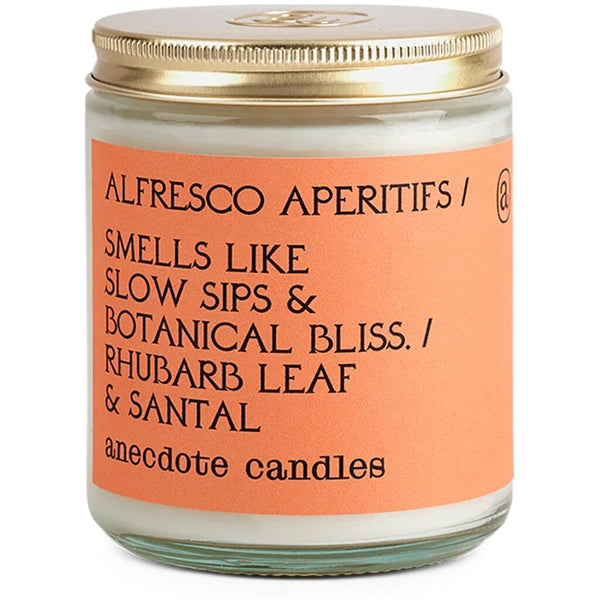 ALFRESCO APERITIFS /
SMELLS LIKE
SLOW SIPS &
BOTANICAL BLISS. /
RHUBARB LEAF
& SANTAL
anecdote candles